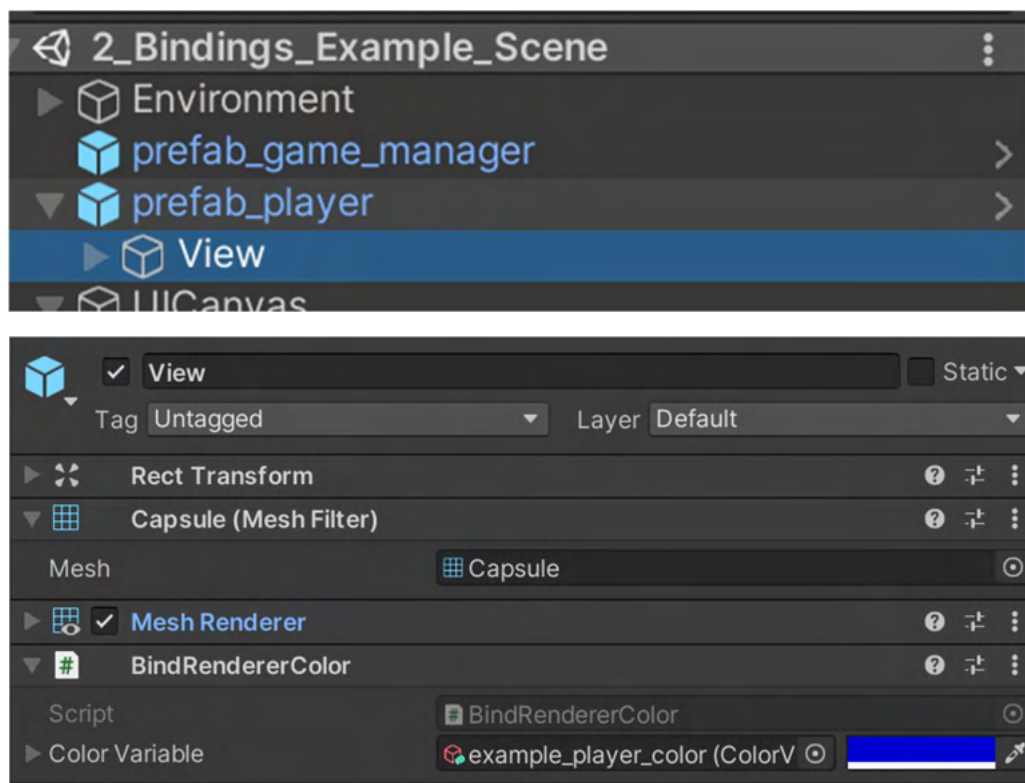 2_Bindings_Example_Scene
Environment
prefab_game_manager
prefab_player
View
UICanvas
View
Static
Tag Untagged Layer Default
Rect Transform
Capsule (Mesh Filter)
Mesh Capsule
Mesh Renderer
BindRendererColor
Script BindRendererColor
Color Variable example_player_color (ColorV